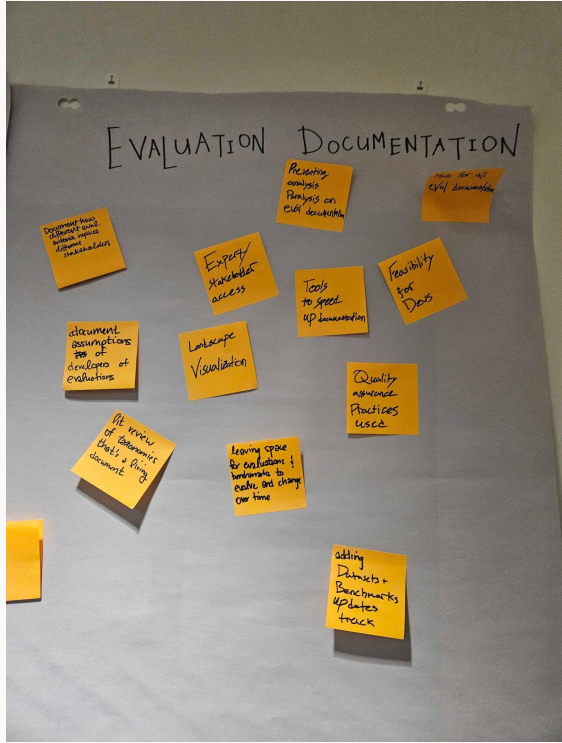 EVALUATION DOCUMENTATION
Preventing
analysis
Paralysis on
eval documentation
for all
eval documentation
Document how
different
criteria
different
stakeholders
Expert/
stakeholder
access
Tools
to speed
up documentation
Feasibility
for
Devs
document
assumptions
of
developers of
evaluations
Landscape
Visualization
Quality
assurance
Practices
used
lit review
of taxonomies
that's a living
document
leaving space
for evaluations &
benchmarks to
evolve and change
over time
adding
Datasets +
Benchmarks
updates
track